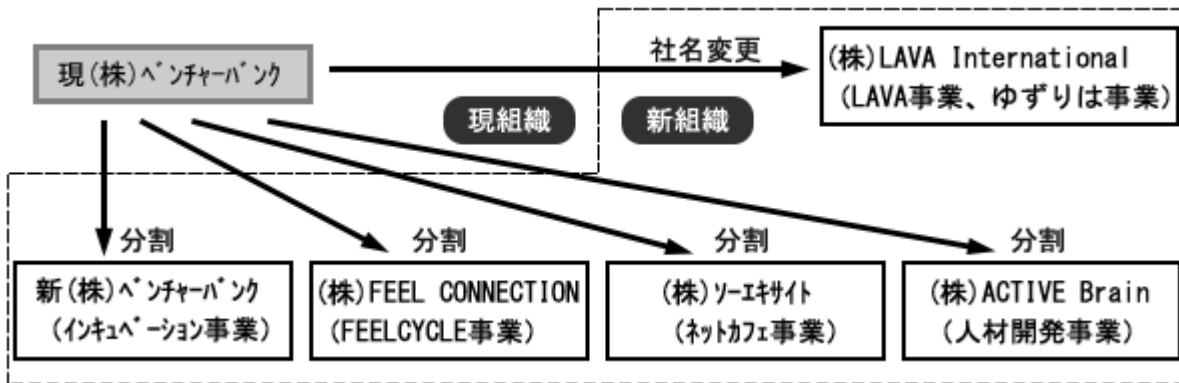 現(株)ﾍﾞﾝﾁｬｰﾊﾞﾝｸ
社名変更
(株)LAVA International
(LAVA事業、ゆずりは事業)
現組織
新組織
分割
分割
分割
分割
新(株)ﾍﾞﾝﾁｬｰﾊﾞﾝｸ
(ｲﾝｷｭﾍﾞｰｼｮﾝ事業)
(株)FEEL CONNECTION
(FEELCYCLE事業)
(株)ｿｰｴｷｻｲﾄ
(ﾈｯﾄｶﾌｪ事業)
(株)ACTIVE Brain
(人材開発事業)